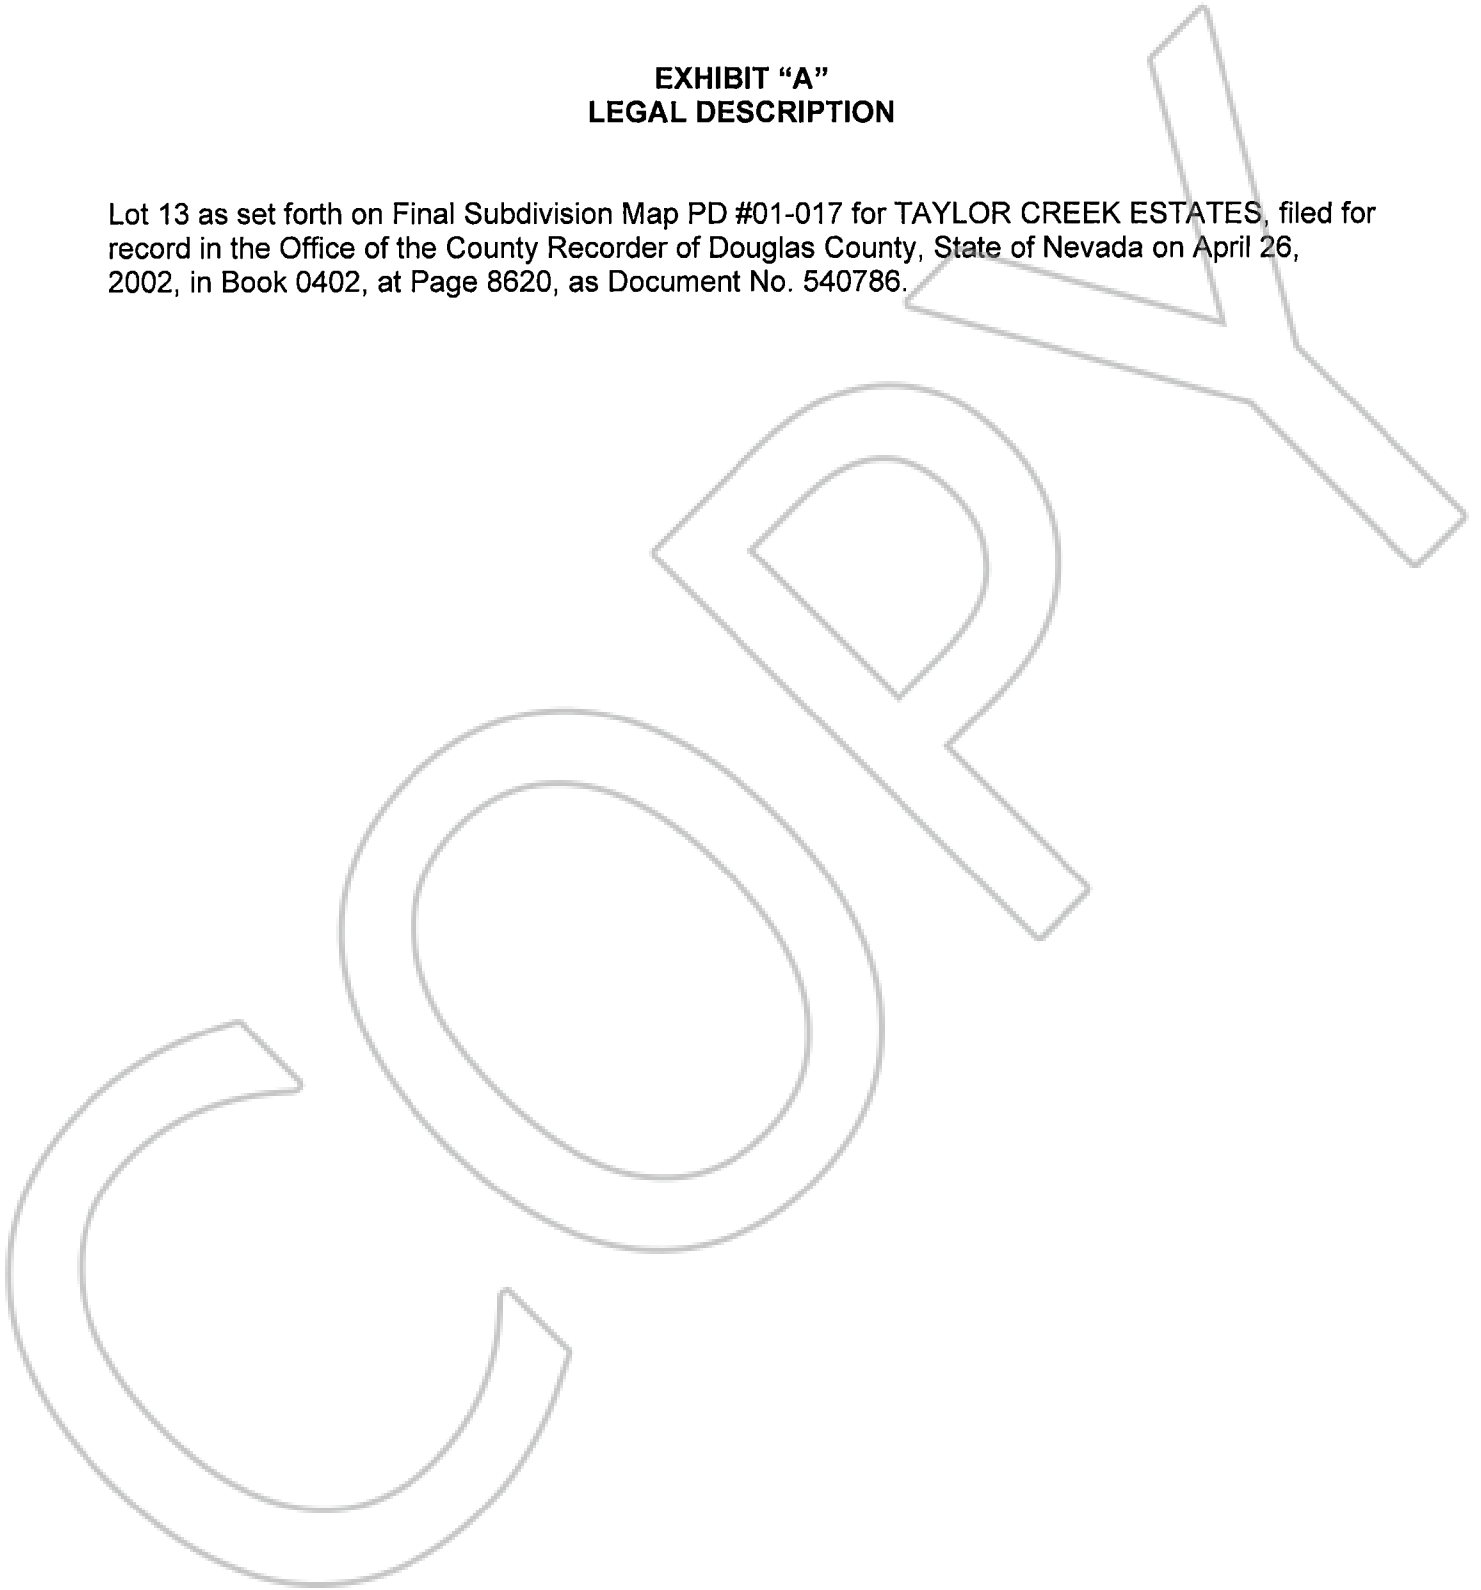 EXHIBIT “A”
LEGAL DESCRIPTION
Lot 13 as set forth on Final Subdivision Map PD #01-017 for TAYLOR CREEK ESTATES, filed for
record in the Office of the County Recorder of Douglas County, State of Nevada on April 26,
2002, in Book 0402, at Page 8620, as Document No. 540786.
COPY